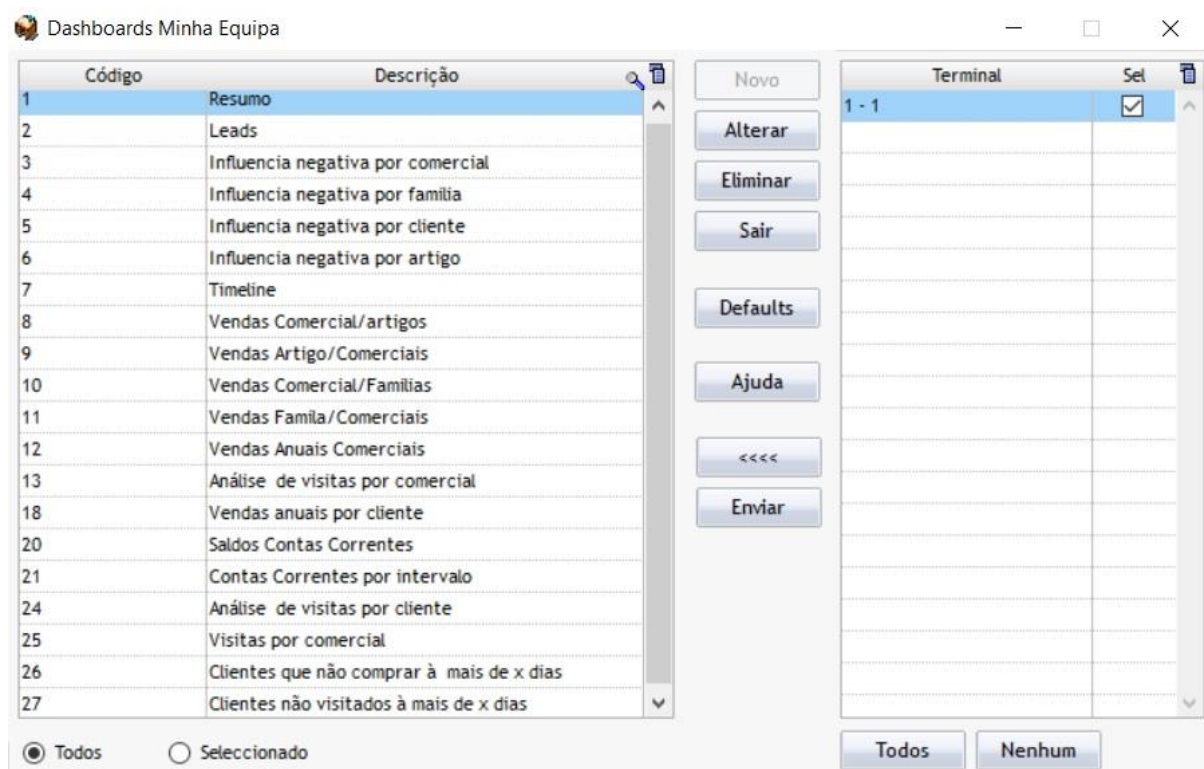 Dashboards Minha Equipa
Código Descrição
1 Resumo
2 Leads
3 Influencia negativa por comercial
4 Influencia negativa por familia
5 Influencia negativa por cliente
6 Influencia negativa por artigo
7 Timeline
8 Vendas Comercial/artigos
9 Vendas Artigo/Comerciais
10 Vendas Comercial/Familias
11 Vendas Famila/Comerciais
12 Vendas Anuais Comerciais
13 Análise de visitas por comercial
18 Vendas anuais por cliente
20 Saldos Contas Correntes
21 Contas Correntes por intervalo
24 Análise de visitas por cliente
25 Visitas por comercial
26 Clientes que não comprar à mais de x dias
27 Clientes não visitados à mais de x dias
Todos Seleccionado
Novo
Alterar
Eliminar
Sair
Defaults
Ajuda
<<<<
Enviar
Terminal Sel
1 - 1
Todos Nenhum